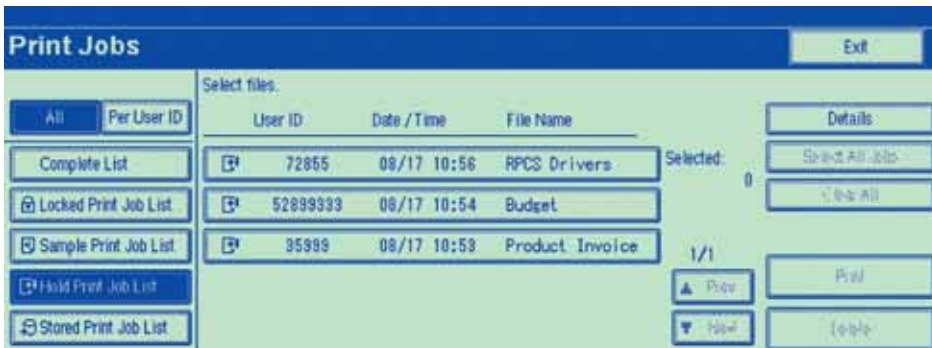 Print Jobs
Exit
Select files.
All
Per User ID
User ID
Date / Time
File Name
Details
Complete List
72855
08/17 10:56
RPCS Drivers
Selected:
0
Select All Jobs
Clear All
Locked Print Job List
52899333
08/17 10:54
Budget
Sample Print Job List
35999
08/17 10:53
Product Invoice
1/1
Hold Print Job List
Prev
Print
Stored Print Job List
Next